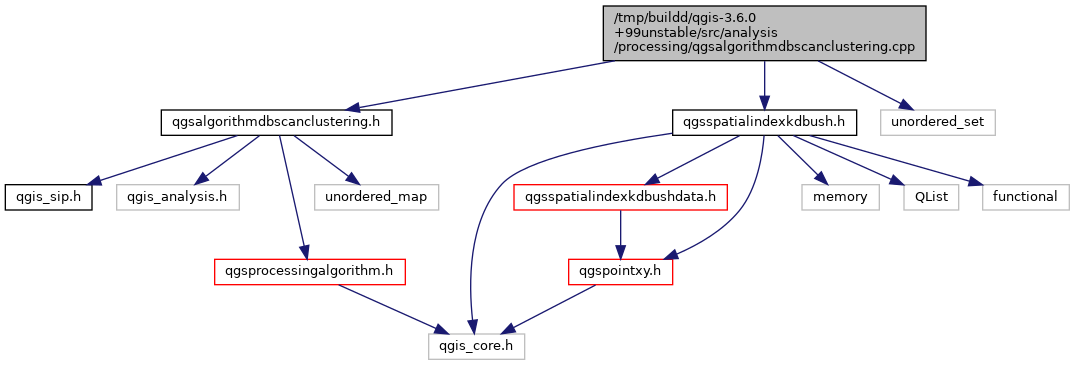 /tmp/buildd/qgis-3.6.0
+99unstable/src/analysis
/processing/qgsalgorithmdbscanclustering.cpp
qgsalgorithmdbscanclustering.h
qgsspatialindexkdbush.h
unordered_set
qgis_sip.h
qgis_analysis.h
unordered_map
qgsspatialindexkdbushdata.h
memory
QList
functional
qgsprocessingalgorithm.h
qgspointxy.h
qgis_core.h